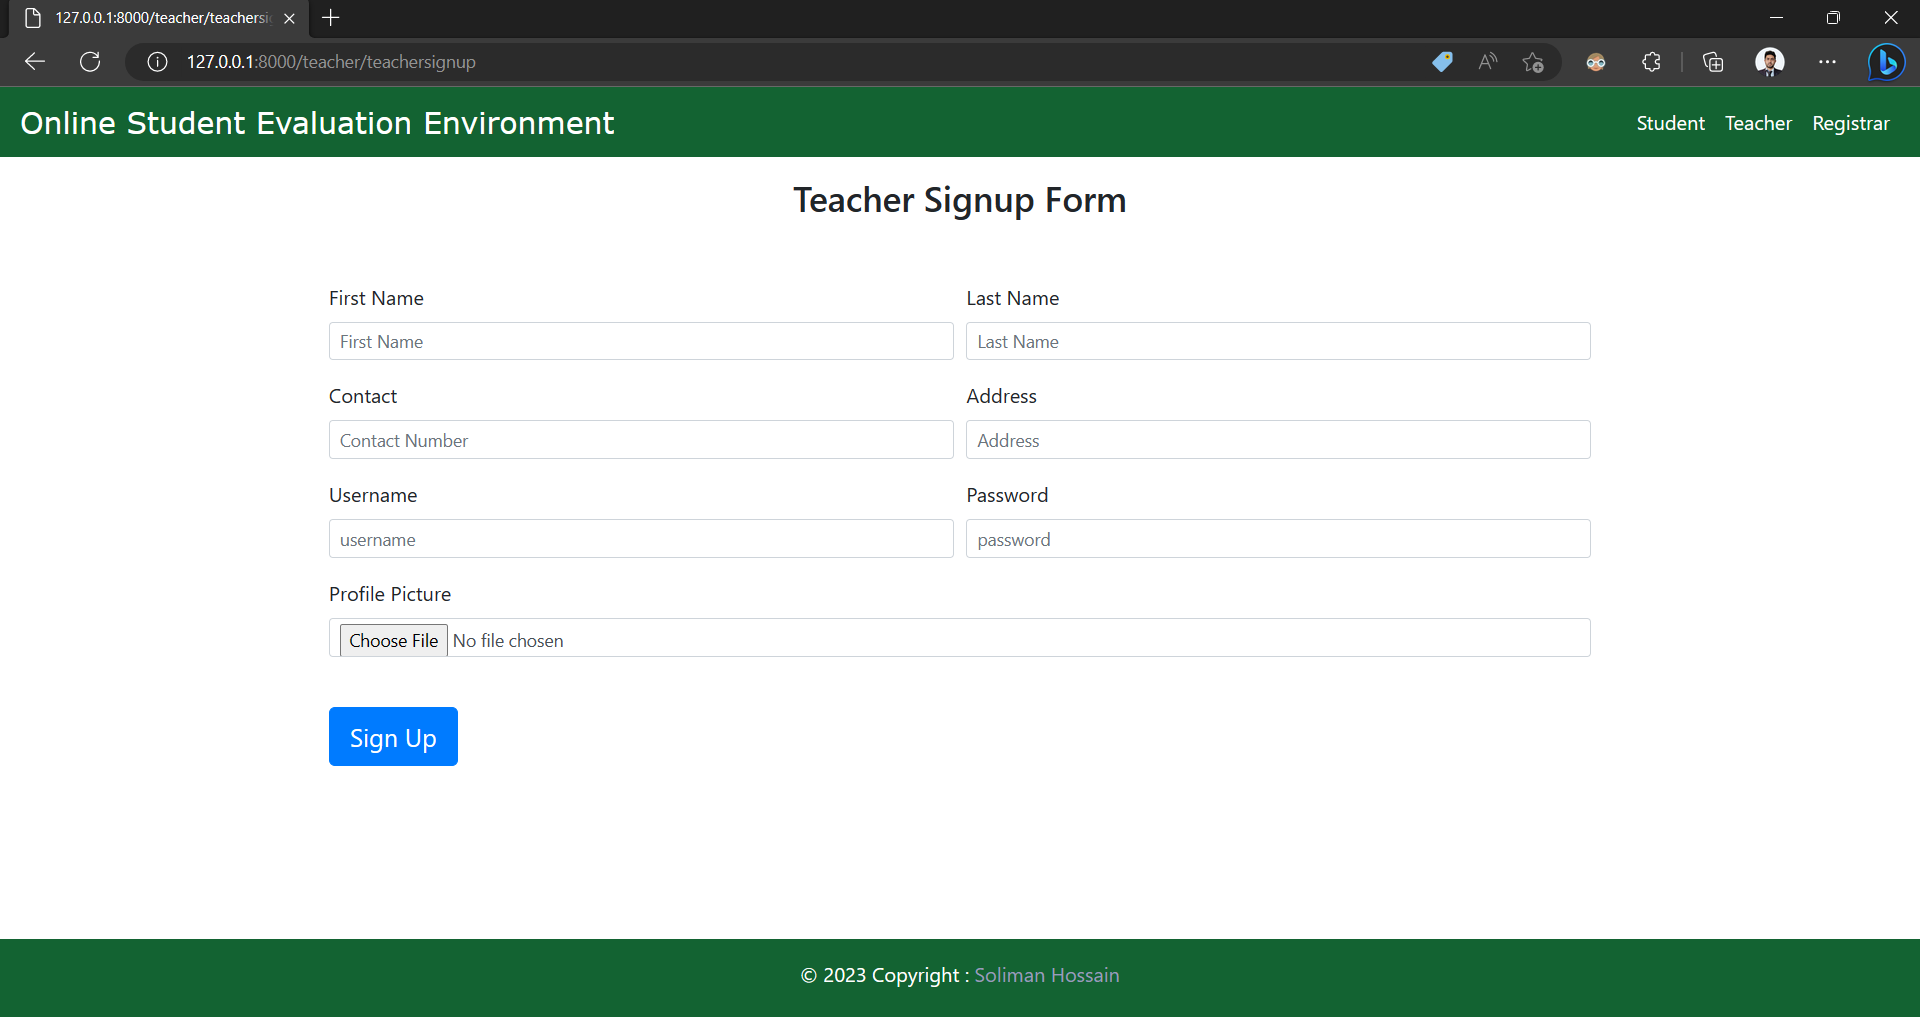 127.0.0.1:8000/teacher/teachersi
127.0.0.1:8000/teacher/teachersignup
Online Student Evaluation Environment
Student Teacher Registrar
Teacher Signup Form
First Name Last Name
First Name Last Name
Contact Address
Contact Number Address
Username Password
username password
Profile Picture
Choose File No file chosen
Sign Up
© 2023 Copyright : Soliman Hossain